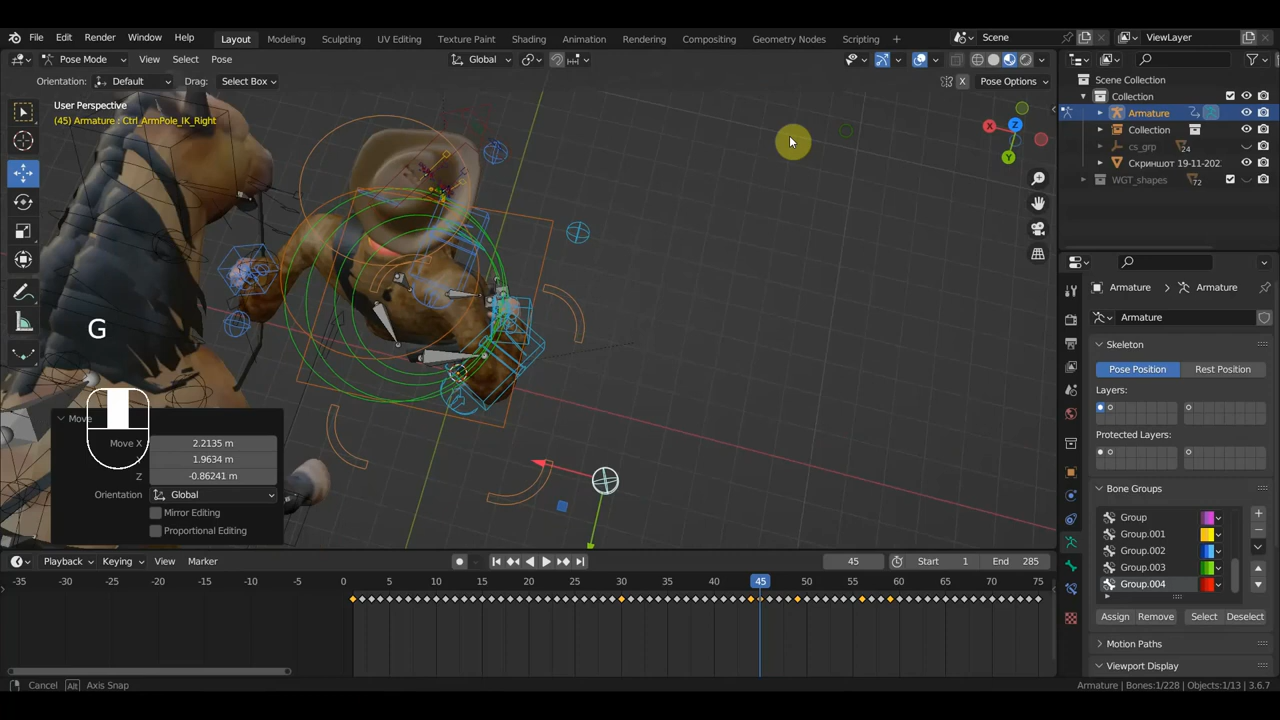 File Edit Render Window Help Layout Modeling Sculpting UV Editing Texture Paint Shading Animation Rendering Compositing Geometry Nodes Scripting + Scene ViewLayer
Pose Mode View Select Pose Global
Orientation: Default Drag: Select Box X Pose Options
Scene Collection
Collection
Armature
Collection
cs_grp 24
Скриншот 19-11-202
WGT_shapes 72
User Perspective
(45) Armature : Ctrl_ArmPole_IK_Right
X Z Y
G
Armature Armature
Armature
Skeleton
Pose Position Rest Position
Layers:
Protected Layers:
Bone Groups
Group
Group.001
Group.002
Group.003
Group.004
Assign Remove Select Deselect
Motion Paths
Viewport Display
Move
Move X 2.2135 m
1.9634 m
Z -0.86241 m
Orientation Global
Mirror Editing
Proportional Editing
Playback Keying View Marker 45 Start 1 End 285
-35 -30 -25 -20 -15 -10 -5 0 5 10 15 20 25 30 35 40 45 50 55 60 65 70 75
Cancel Alt Axis Snap Armature | Bones:1/228 | Objects:1/13 | 3.6.7